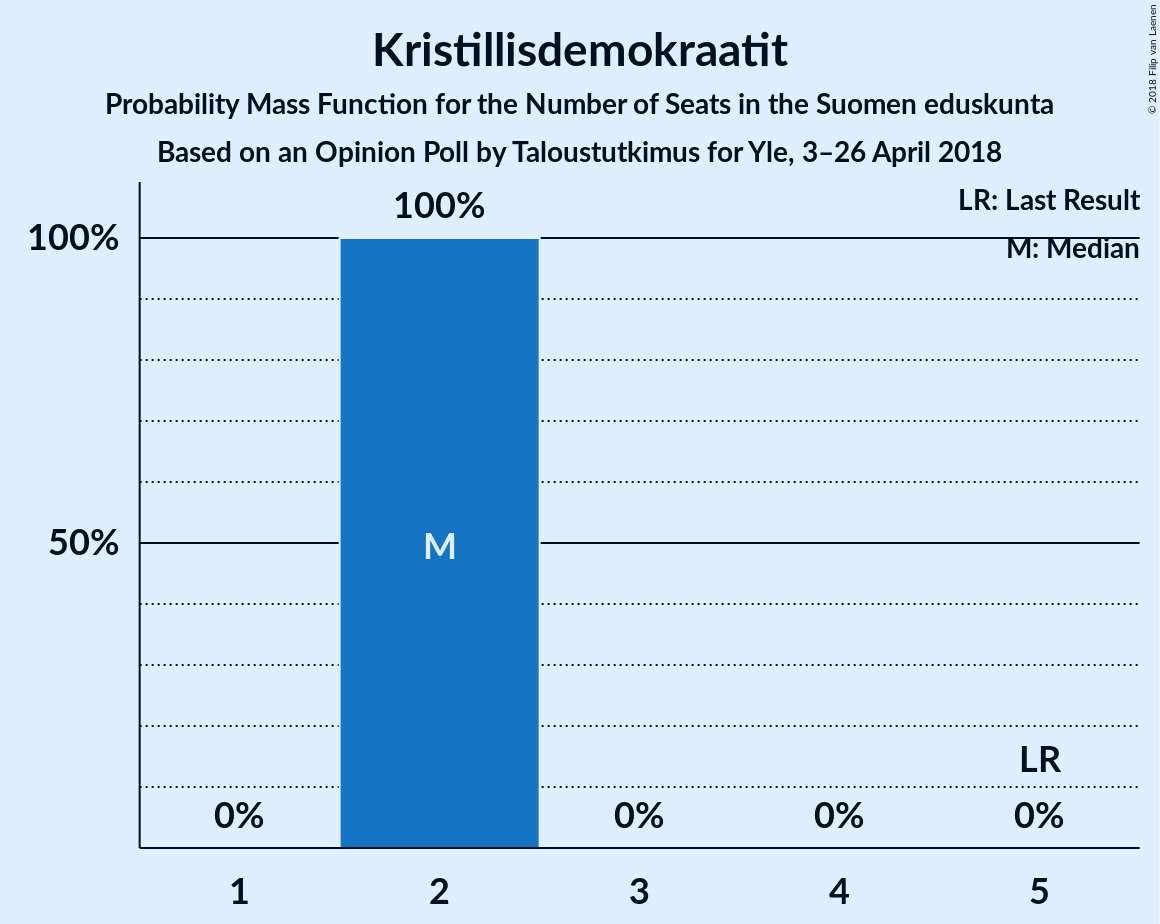 Kristillisdemokraatit
Probability Mass Function for the Number of Seats in the Suomen eduskunta
Based on an Opinion Poll by Taloustutkimus for Yle, 3–26 April 2018
© 2018 Filip van Laenen
LR: Last Result
M: Median
100%
100%
50%
M
LR
0%
0%
0%
0%
1
2
3
4
5